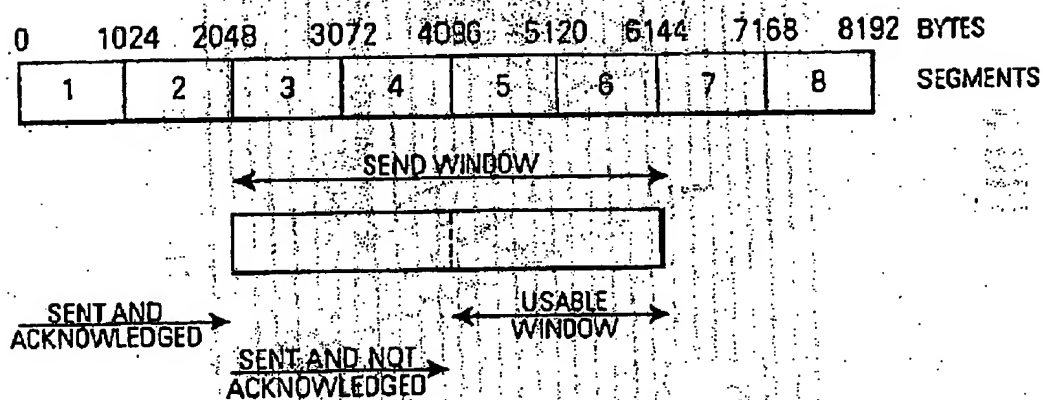 0 1024 2048 3072 4096 5120 6144 7168 8192 BYTES
1 2 3 4 5 6 7 8 SEGMENTS
SEND WINDOW
USABLE
WINDOW
SENT AND
ACKNOWLEDGED
SENT AND NOT
ACKNOWLEDGED